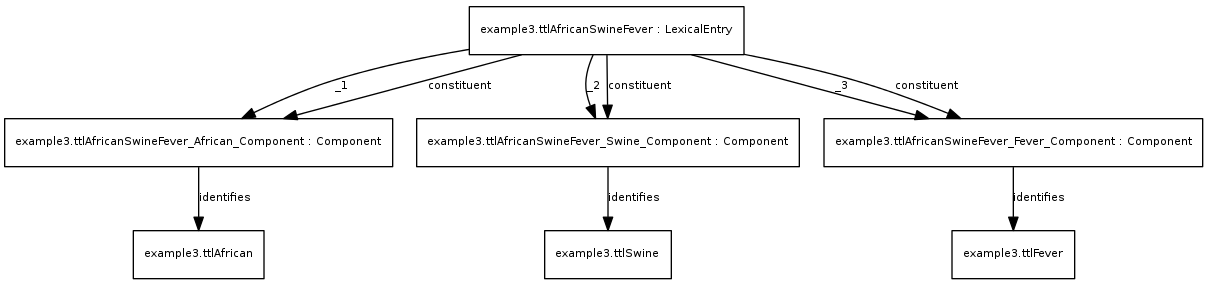 example3.ttlAfricanSwineFever : LexicalEntry
_1
constituent
_2
constituent
_3
constituent
example3.ttlAfricanSwineFever_African_Component : Component
example3.ttlAfricanSwineFever_Swine_Component : Component
example3.ttlAfricanSwineFever_Fever_Component : Component
identifies
identifies
identifies
example3.ttlAfrican
example3.ttlSwine
example3.ttlFever